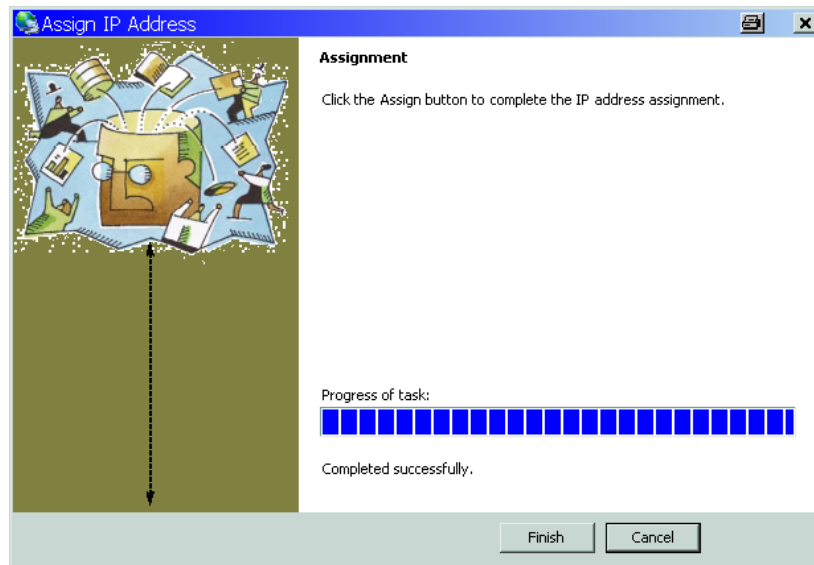 Assign IP Address
Assignment
Click the Assign button to complete the IP address assignment.
Progress of task:
Completed successfully.
Finish Cancel